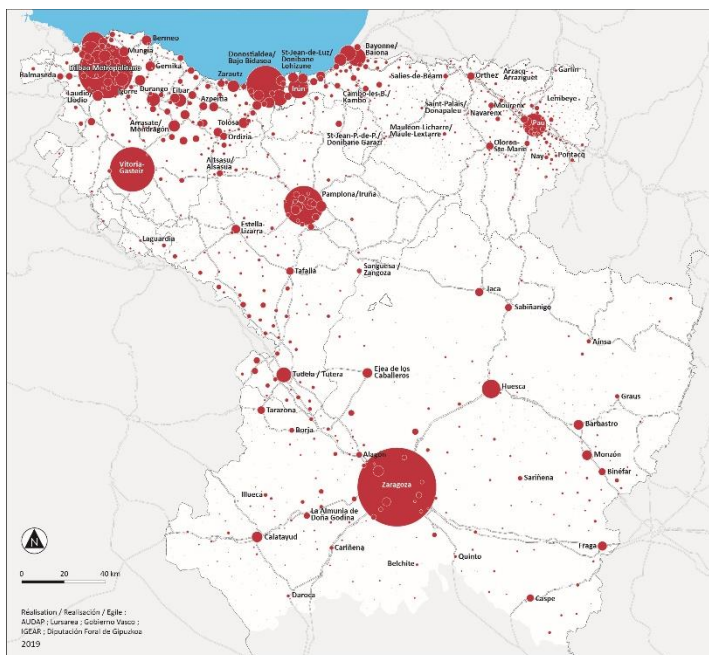 Bermeo
Mungia
Bilbao Metropolitano
Gernika
Balmaseda
Laudio/
Llodio
Igorre
Durango
Eibar
Zarautz
Azpeitia
Donostialdea/
Bajo Bidasoa
St-Jean-de-Luz/
Donibane
Lohizune
Irún
Bayonne/
Baiona
Cambo-les-B./
Kambo
Salies-de-Béarn
Orthez
Arzacq-
Arraziguet
Garlin
Saint-Palais/
Donapaleu
Mourenx
Navarrenx
Lembeye
Pau
Arrasate/
Mondragón
Tolosa
Ordizia
St-Jean-P.-de-P./
Donibane Garazi
Mauléon-Licharre/
Maule-Lextarre
Oloron-
Ste-Marie
Nay
Pontacq
Vitoria-
Gasteiz
Altsasu/
Alsasua
Pamplona/Iruña
Laguardia
Estella-
Lizarra
Tafalla
Sangüesa /
Zangoza
Jaca
Sabiñanigo
Aínsa
Tudela / Tutera
Ejea de los
Caballeros
Huesca
Graus
Tarazona
Borja
Barbastro
Alagón
Monzón
Binéfar
Zaragoza
Sariñena
Illueca
La Almunia de
Doña Godina
Calatayud
Cariñena
Belchite
Quinto
Fraga
Daroca
Caspe
N
0 20 40 km
Réalisation / Realisación / Egile :
AUDAP ; Lursarea ; Gobierno Vasco ;
IGEAR ; Diputación Foral de Gipuzkoa
2019